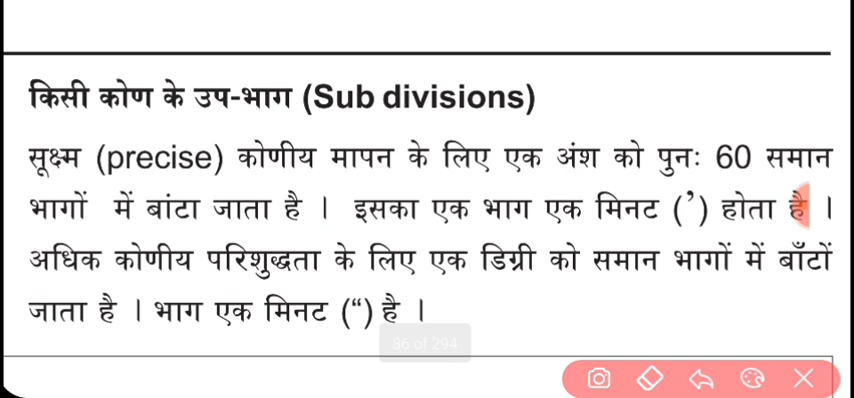 किसी कोण के उप-भाग (Sub divisions)
सूक्ष्म (precise) कोणीय मापन के लिए एक अंश को पुनः 60 समान
भागों में बांटा जाता है । इसका एक भाग एक मिनट (’) होता है ।
अधिक कोणीय परिशुद्धता के लिए एक डिग्री को समान भागों में बाँटों
जाता है । भाग एक मिनट (“) है ।
86 of 294